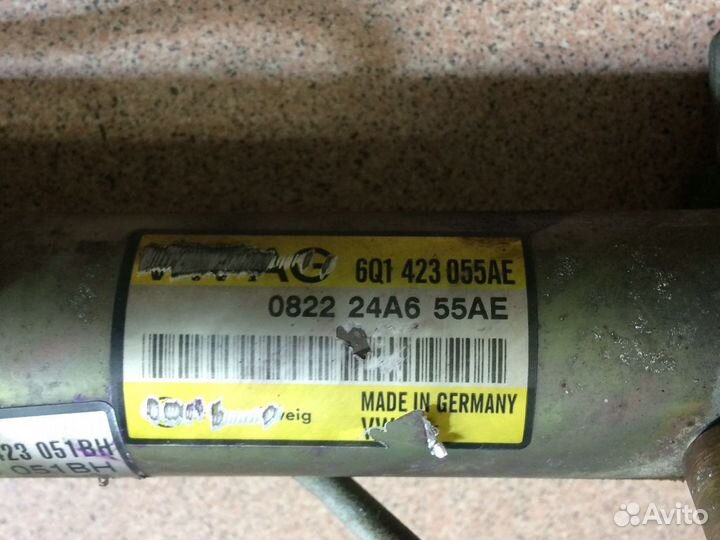 6Q1 423 055AE
0822 24A6 55AE
MADE IN GERMANY
423 051BH
051BH
Avito